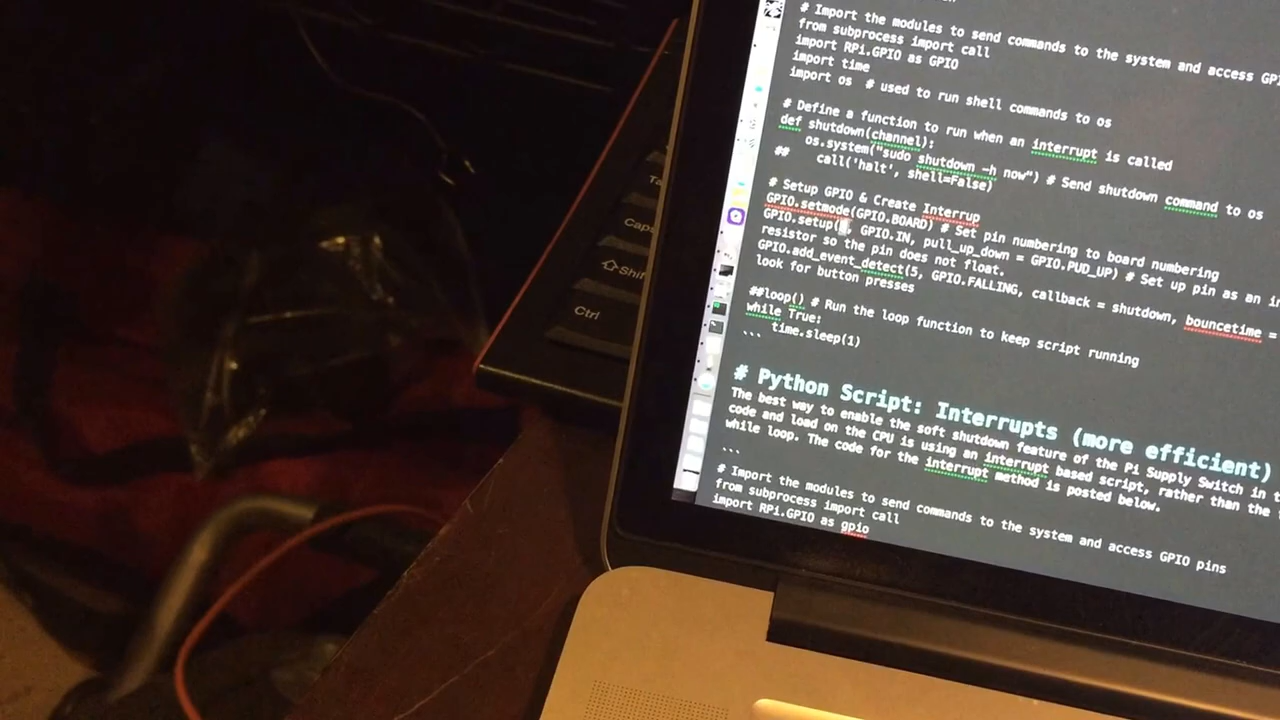 # Import the modules to send commands to the system and access
from subprocess import call
import RPi.GPIO as GPIO
import time
import os # used to run shell commands to os
# Define a function to run when an interrupt is called
def shutdown(channel):
os.system("sudo shutdown -h now") # Send shutdown command to os
## call('halt', shell=False)
# Setup GPIO & Create Interrup
GPIO.setmode(GPIO.BOARD) # Set pin numbering to board numbering
GPIO.setup( , GPIO.IN, pull_up_down = GPIO.PUD_UP) # Set up pin as an
resistor so the pin does not float.
GPIO.add_event_detect(5, GPIO.FALLING, callback = shutdown, bouncetime =
look for button presses
##loop() # Run the loop function to keep script running
while True:
``` time.sleep(1)
# Python Script: Interrupts (more efficient)
The best way to enable the soft shutdown feature of the Pi Supply Switch in
code and load on the CPU is using an interrupt based script, rather than the
while loop. The code for the interrupt method is posted below.
```
# Import the modules to send commands to the system and access GPIO pins
from subprocess import call
import RPi.GPIO as gpio
Caps
Shif
Ctrl